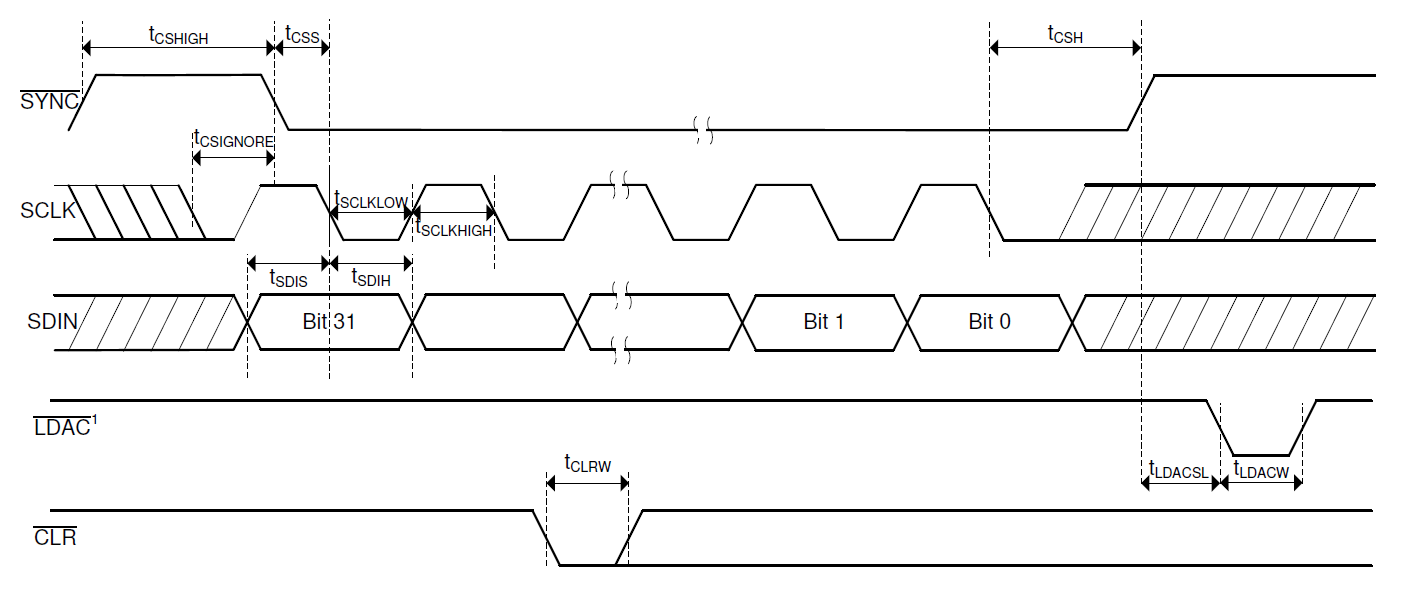 tCSHIGH tCSS tCSH
SYNC
tCSIGNORE
SCLK tSCLKLOW
tSCLKHIGH
tSDIS tSDIH
SDIN Bit 31 Bit 1 Bit 0
LDAC1
tCLRW tLDACSL tLDACW
CLR